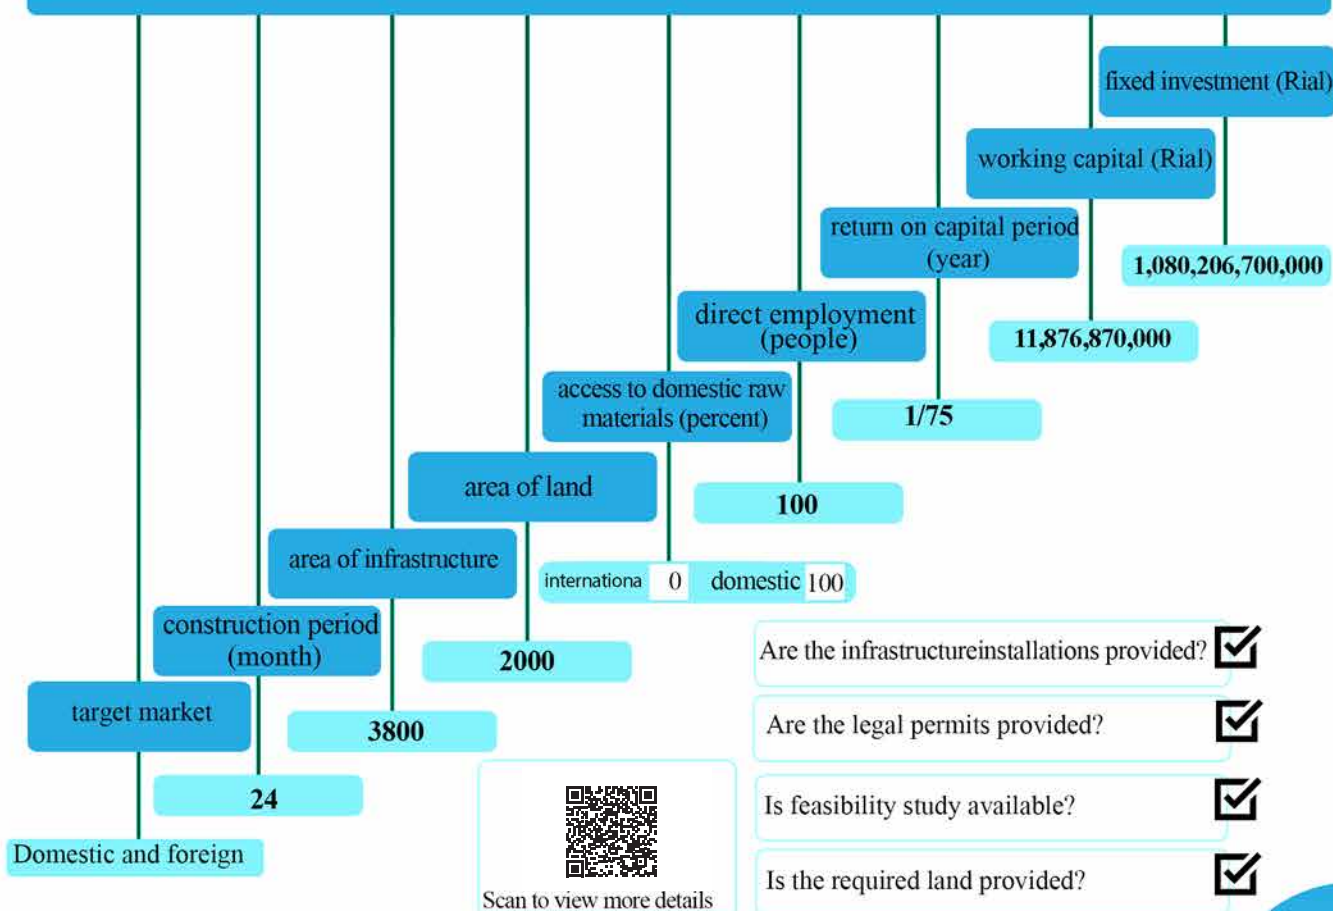 fixed investment (Rial)
1,080,206,700,000
working capital (Rial)
11,876,870,000
return on capital period
(year)
1/75
direct employment
(people)
100
access to domestic raw
materials (percent)
internationa 0 domestic 100
area of land
2000
area of infrastructure
3800
construction period
(month)
24
target market
Domestic and foreign
Are the infrastructureinstallations provided?
Are the legal permits provided?
Is feasibility study available?
Is the required land provided?
Scan to view more details